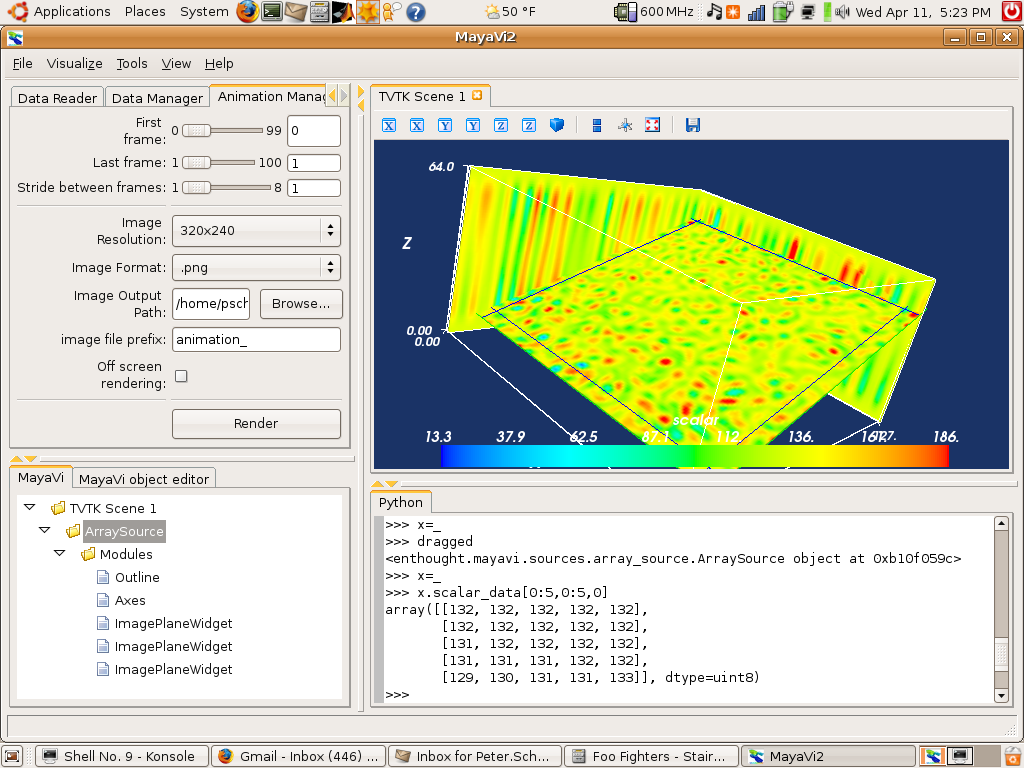 Applications Places System
50 °F
600 MHz
Wed Apr 11, 5:23 PM
MayaVi2
File Visualize Tools View Help
Data Reader Data Manager Animation Manag
First frame: 0 99 0
Last frame: 1 100 1
Stride between frames: 1 8 1
Image Resolution: 320x240
Image Format: .png
Image Output Path: /home/psch Browse...
image file prefix: animation_
Off screen rendering:
Render
MayaVi MayaVi object editor
TVTK Scene 1
ArraySource
Modules
Outline
Axes
ImagePlaneWidget
ImagePlaneWidget
ImagePlaneWidget
TVTK Scene 1
X X Y Y Z Z
64.0
Z
0.00
0.00
scalar
13.3 37.9 62.5 87.1 112. 136. 186.
Python
>>> x=_
>>> dragged
<enthought.mayavi.sources.array_source.ArraySource object at 0xb10f059c>
>>> x=_
>>> x.scalar_data[0:5,0:5,0]
array([[132, 132, 132, 132, 132],
[132, 132, 132, 132, 132],
[131, 132, 132, 132, 132],
[131, 131, 131, 132, 132],
[129, 130, 131, 131, 133]], dtype=uint8)
>>>
Shell No. 9 - Konsole
Gmail - Inbox (446) ...
Inbox for Peter.Sch...
Foo Fighters - Stair...
MayaVi2